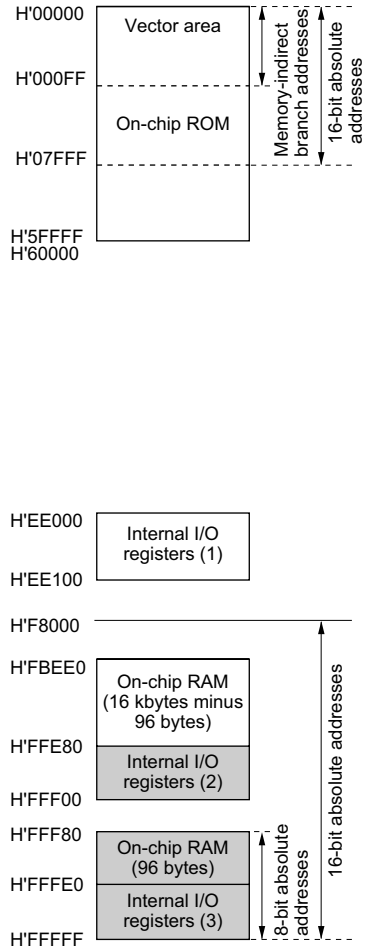 H'00000
Vector area
H'000FF
Memory-indirect
branch addresses
16-bit absolute
addresses
On-chip ROM
H'07FFF
H'5FFFF
H'60000
H'EE000
Internal I/O
registers (1)
H'EE100
H'F8000
H'FBEE0
On-chip RAM
(16 kbytes minus
96 bytes)
16-bit absolute addresses
H'FFE80
Internal I/O
registers (2)
H'FFF00
H'FFF80
On-chip RAM
(96 bytes)
8-bit absolute
addresses
H'FFFE0
Internal I/O
registers (3)
H'FFFFF